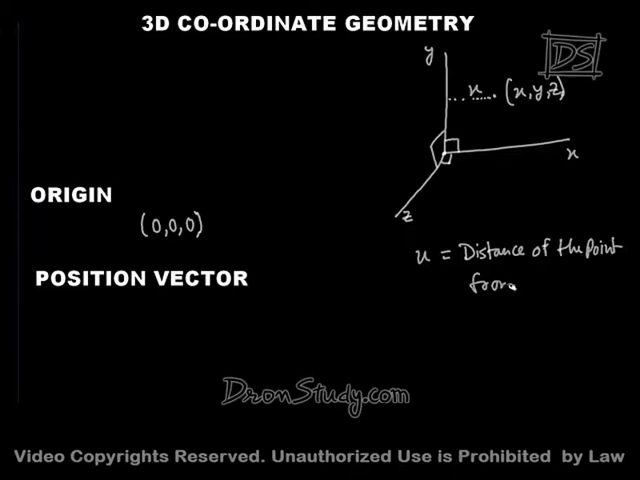 3D CO-ORDINATE GEOMETRY
DS
y
x
(x,y,z)
x
z
ORIGIN
(0,0,0)
x = Distance of the Point
from
POSITION VECTOR
DronStudy.com
Video Copyrights Reserved. Unauthorized Use is Prohibited by Law